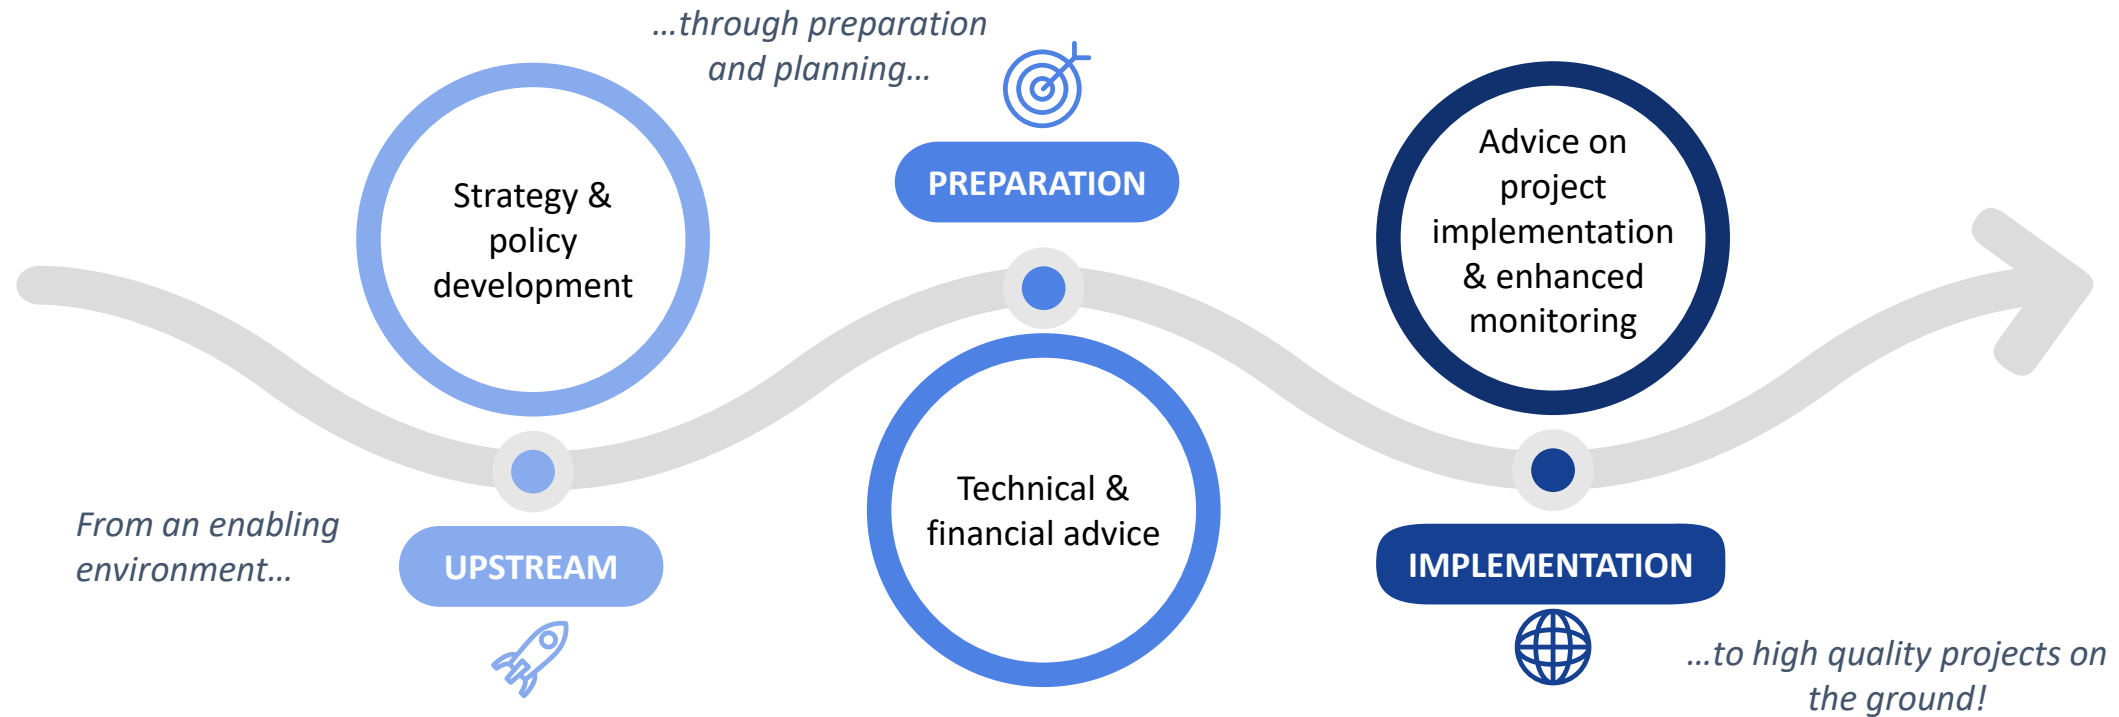 From an enabling
environment...
Strategy &
policy
development
UPSTREAM
...through preparation
and planning...
PREPARATION
Technical &
financial advice
Advice on
project
implementation
& enhanced
monitoring
IMPLEMENTATION
...to high quality projects on
the ground!